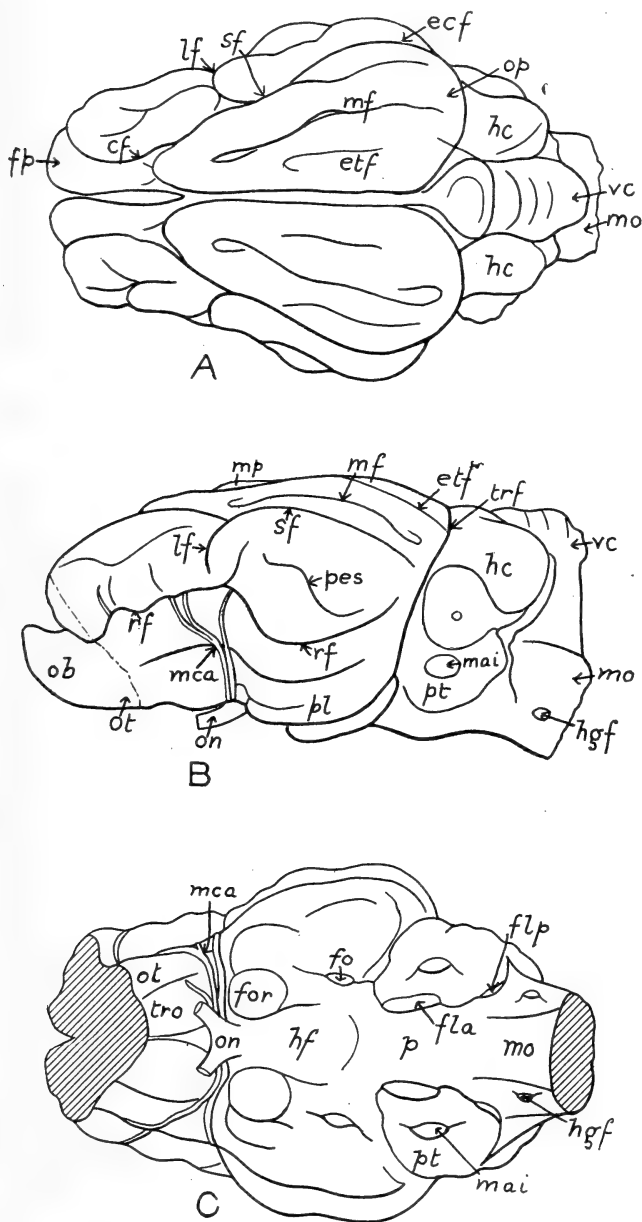 ecf
lf
sf
op
mf
hc
cf
fp
etf
vc
mo
hc
A
mp
mf
etf
trf
sf
vc
lf
hc
pes
rf
rf
mca
mai
ob
mo
pl
pt
ot
on
hgf
B
mca
flp
fo
ot
for
tro
fla
on
hf
p
mo
hgf
pt
mai
C